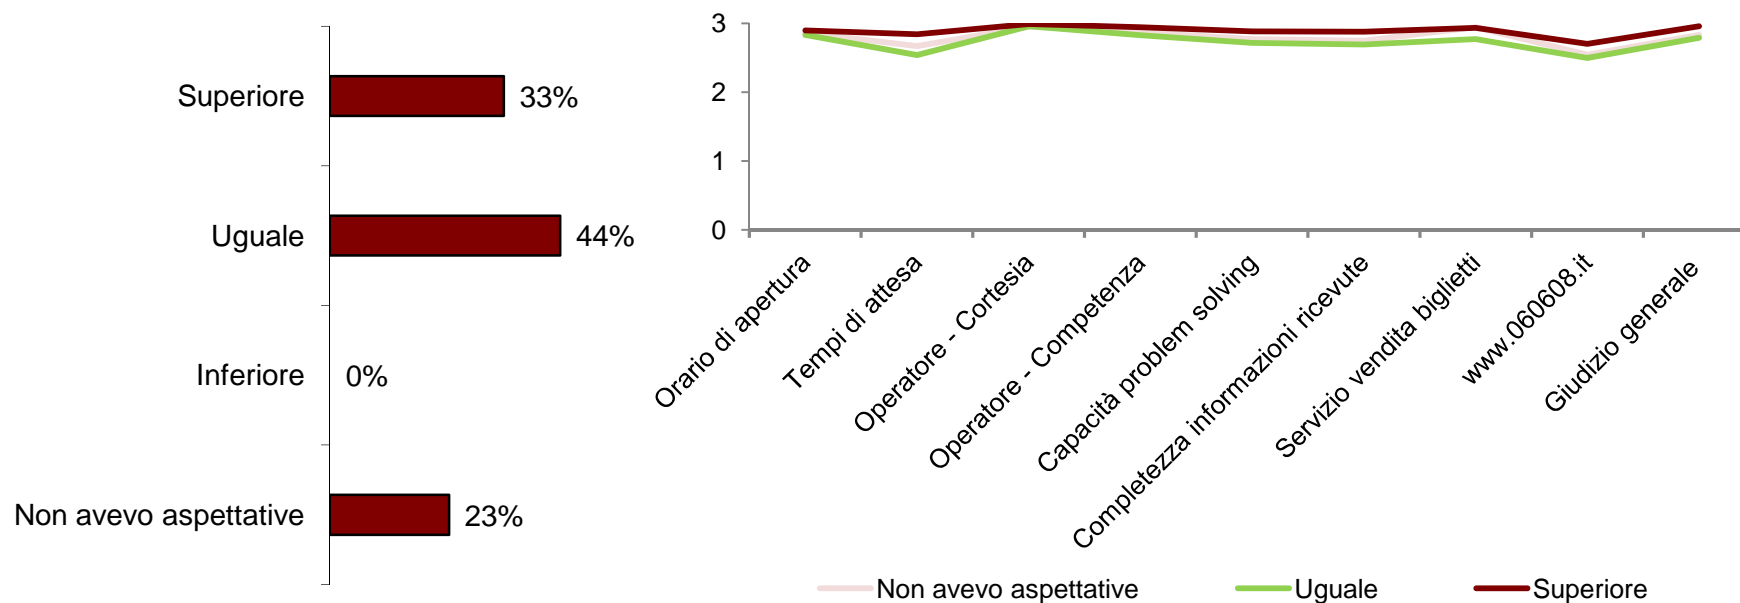 Superiore
33%
Uguale
44%
Inferiore
0%
Non avevo aspettative
23%
3
2
1
0
Orario di apertura
Tempi di attesa
Operatore - Cortesia
Operatore - Competenza
Capacità problem solving
Completezza informazioni ricevute
Servizio vendita biglietti
www.060608.it
Giudizio generale
Non avevo aspettative
Uguale
Superiore